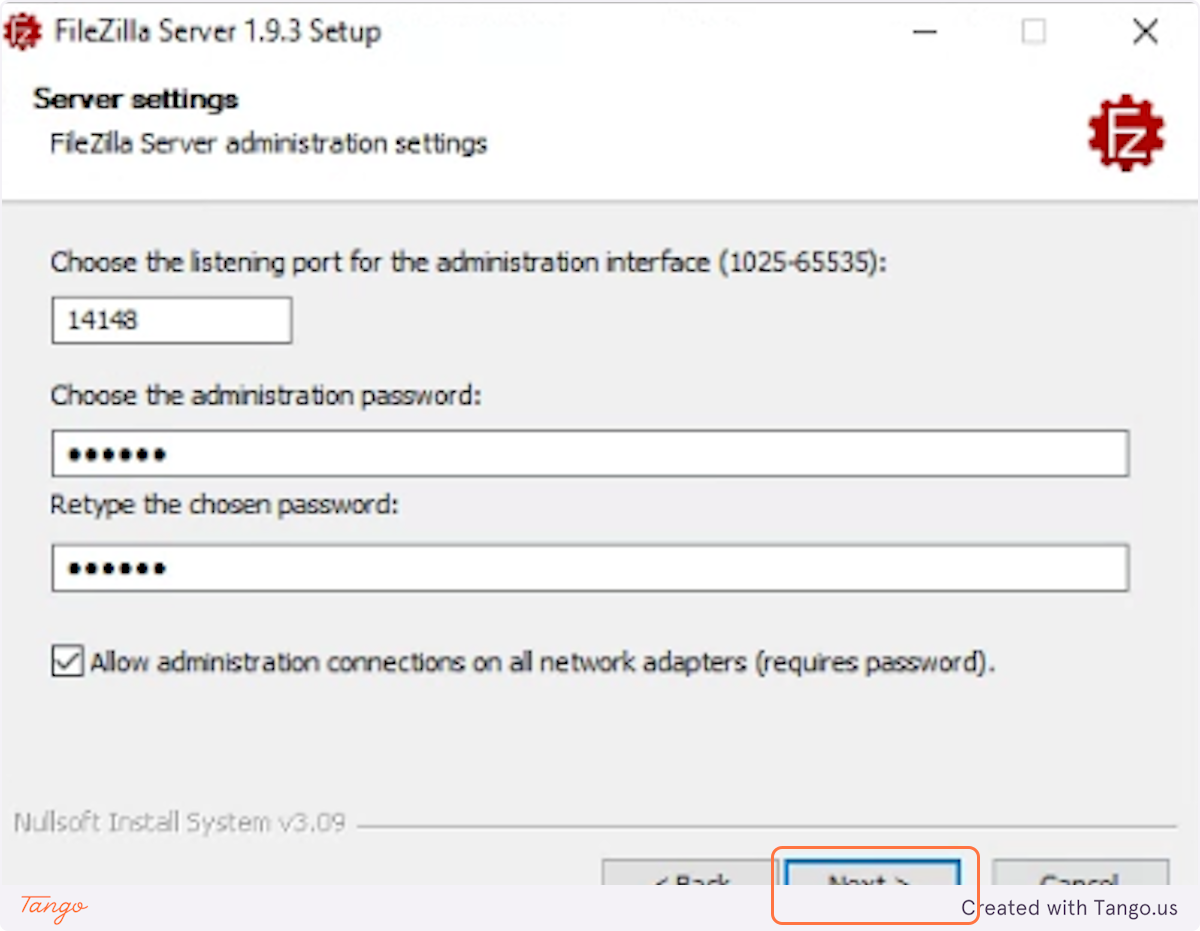 FileZilla Server 1.9.3 Setup
Server settings
FileZilla Server administration settings
Fz
Choose the listening port for the administration interface (1025-65535):
14148
Choose the administration password:
••••••
Retype the chosen password:
••••••
Allow administration connections on all network adapters (requires password).
Nullsoft Install System v3.09
< Back Next > Cancel
Tango Created with Tango.us